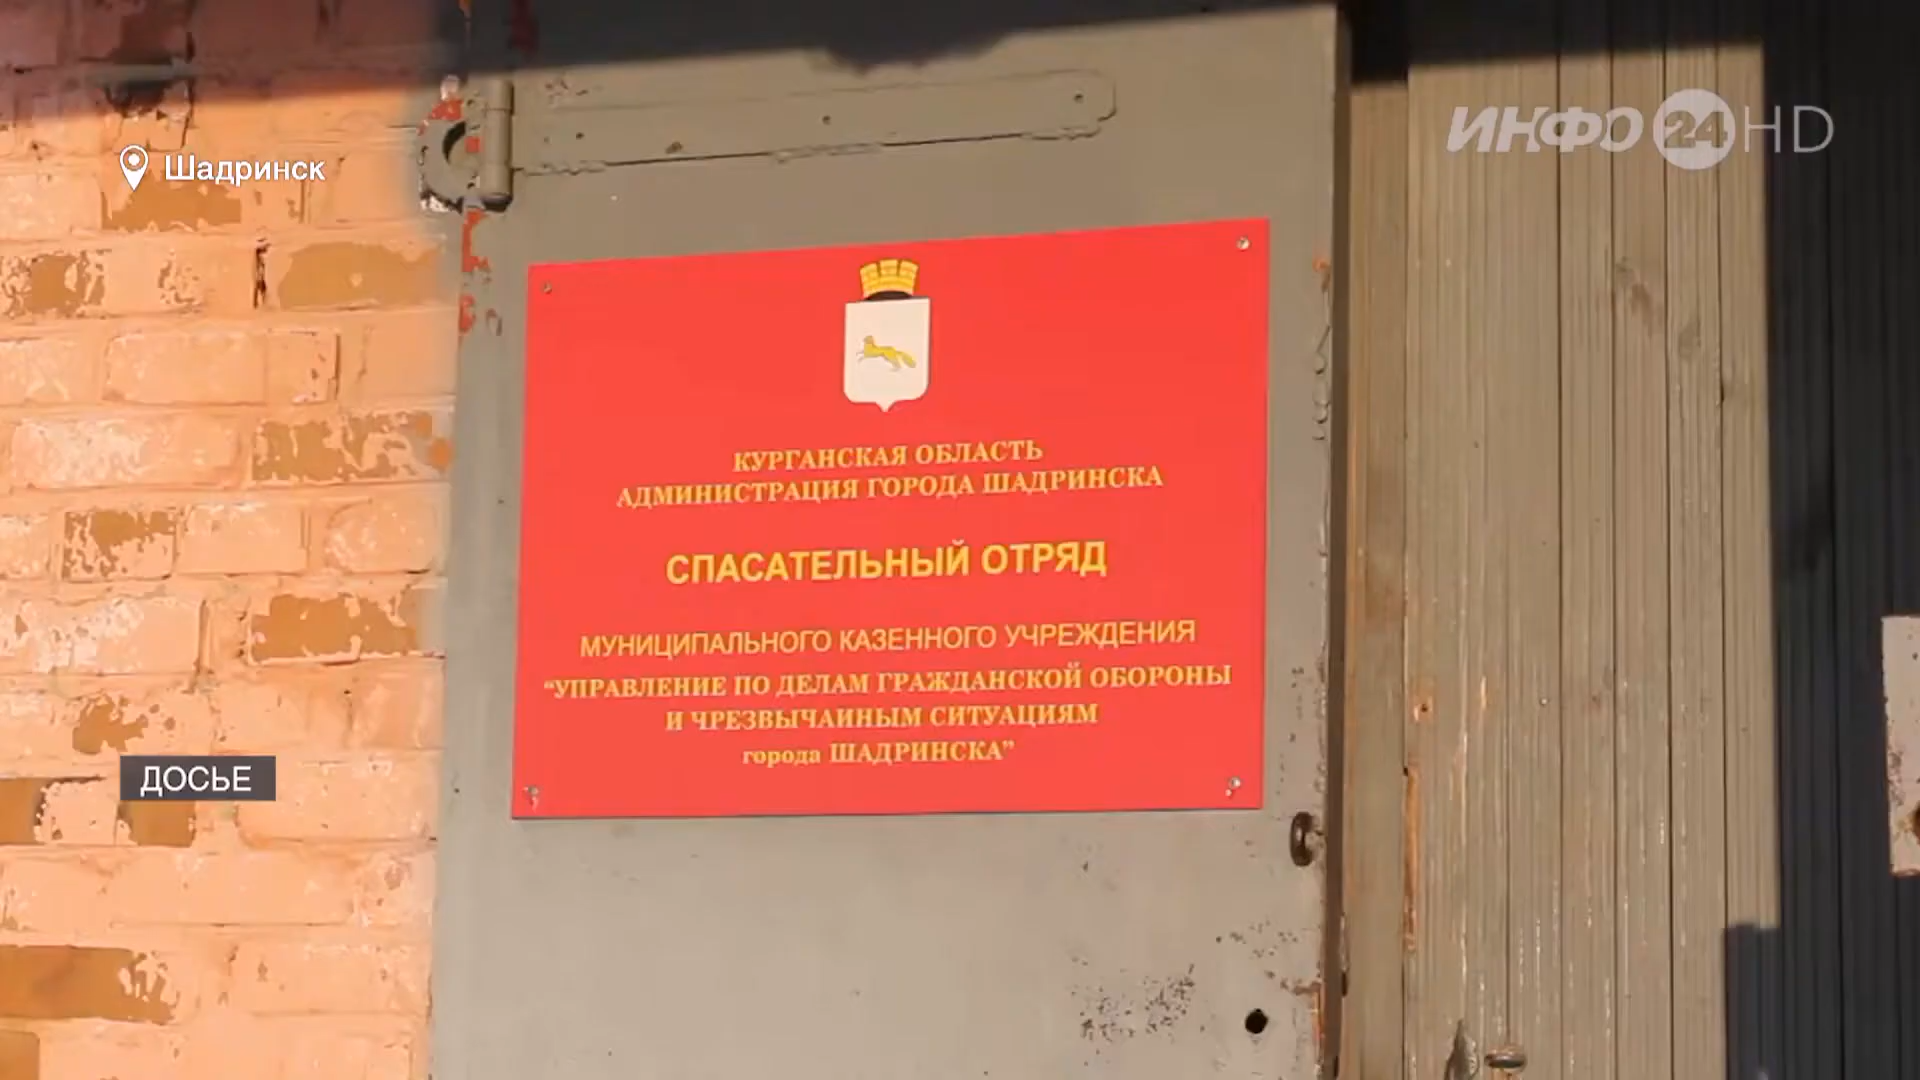 ИНФО 24 HD
Шадринск
КУРГАНСКАЯ ОБЛАСТЬ
АДМИНИСТРАЦИЯ ГОРОДА ШАДРИНСКА
СПАСАТЕЛЬНЫЙ ОТРЯД
МУНИЦИПАЛЬНОГО КАЗЕННОГО УЧРЕЖДЕНИЯ
“УПРАВЛЕНИЕ ПО ДЕЛАМ ГРАЖДАНСКОЙ ОБОРОНЫ
И ЧРЕЗВЫЧАИНЫМ СИТУАЦИЯМ
города ШАДРИНСКА”
ДОСЬЕ